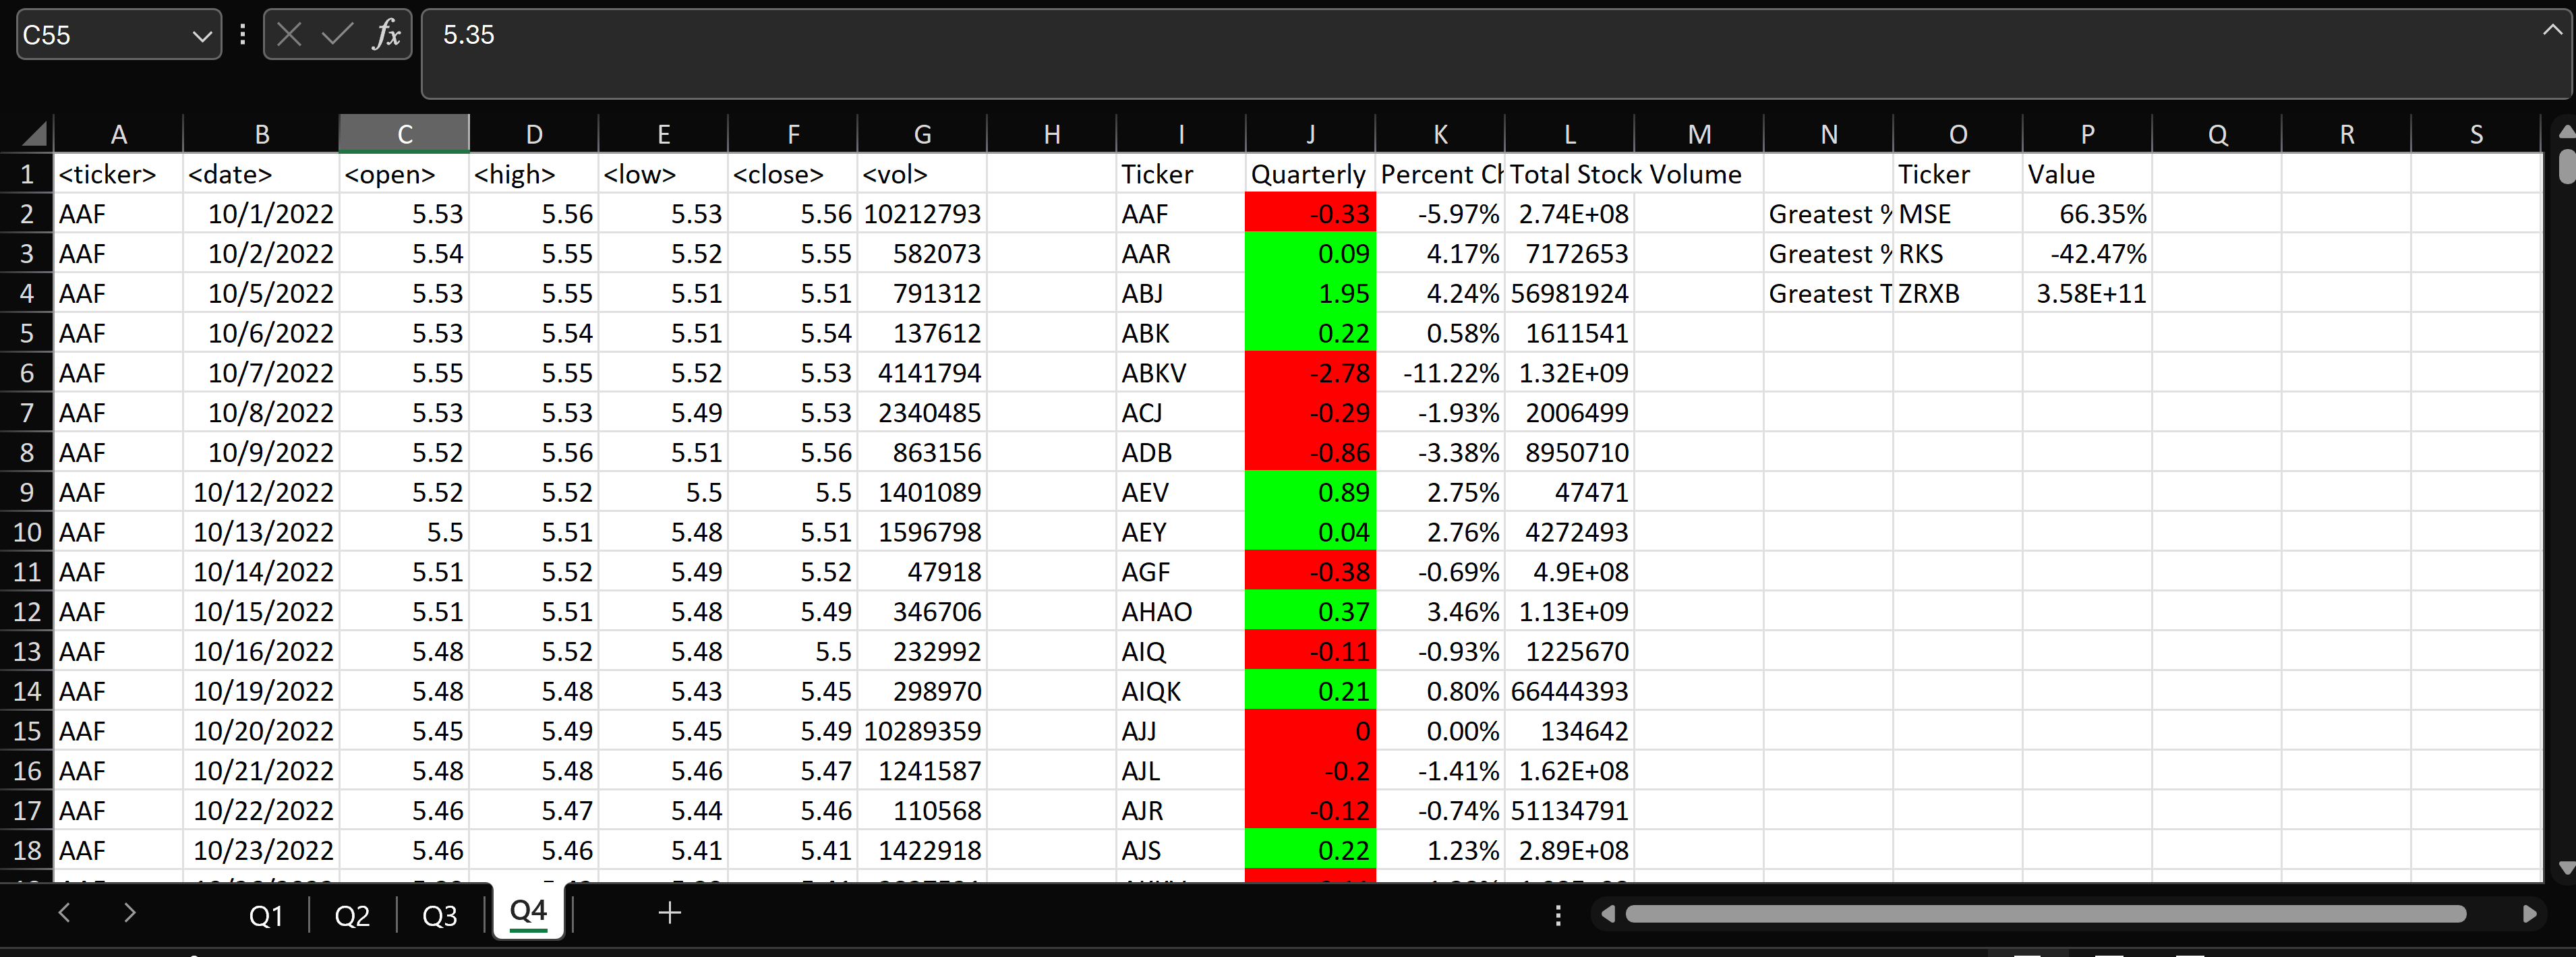 C55 fx 5.35
A B C D E F G H I J K L M N O P Q R S
1 <ticker> <date> <open> <high> <low> <close> <vol> Ticker Quarterly Percent Ch Total Stock Volume Ticker Value
2 AAF 10/1/2022 5.53 5.56 5.53 5.56 10212793 AAF -0.33 -5.97% 2.74E+08 Greatest % MSE 66.35%
3 AAF 10/2/2022 5.54 5.55 5.52 5.55 582073 AAR 0.09 4.17% 7172653 Greatest % RKS -42.47%
4 AAF 10/5/2022 5.53 5.55 5.51 5.51 791312 ABJ 1.95 4.24% 56981924 Greatest T ZRXB 3.58E+11
5 AAF 10/6/2022 5.53 5.54 5.51 5.54 137612 ABK 0.22 0.58% 1611541
6 AAF 10/7/2022 5.55 5.55 5.52 5.53 4141794 ABKV -2.78 -11.22% 1.32E+09
7 AAF 10/8/2022 5.53 5.53 5.49 5.53 2340485 ACJ -0.29 -1.93% 2006499
8 AAF 10/9/2022 5.52 5.56 5.51 5.56 863156 ADB -0.86 -3.38% 8950710
9 AAF 10/12/2022 5.52 5.52 5.5 5.5 1401089 AEV 0.89 2.75% 47471
10 AAF 10/13/2022 5.5 5.51 5.48 5.51 1596798 AEY 0.04 2.76% 4272493
11 AAF 10/14/2022 5.51 5.52 5.49 5.52 47918 AGF -0.38 -0.69% 4.9E+08
12 AAF 10/15/2022 5.51 5.51 5.48 5.49 346706 AHAO 0.37 3.46% 1.13E+09
13 AAF 10/16/2022 5.48 5.52 5.48 5.5 232992 AIQ -0.11 -0.93% 1225670
14 AAF 10/19/2022 5.48 5.48 5.43 5.45 298970 AIQK 0.21 0.80% 66444393
15 AAF 10/20/2022 5.45 5.49 5.45 5.49 10289359 AJJ 0 0.00% 134642
16 AAF 10/21/2022 5.48 5.48 5.46 5.47 1241587 AJL -0.2 -1.41% 1.62E+08
17 AAF 10/22/2022 5.46 5.47 5.44 5.46 110568 AJR -0.12 -0.74% 51134791
18 AAF 10/23/2022 5.46 5.46 5.41 5.41 1422918 AJS 0.22 1.23% 2.89E+08
Q1 Q2 Q3 Q4